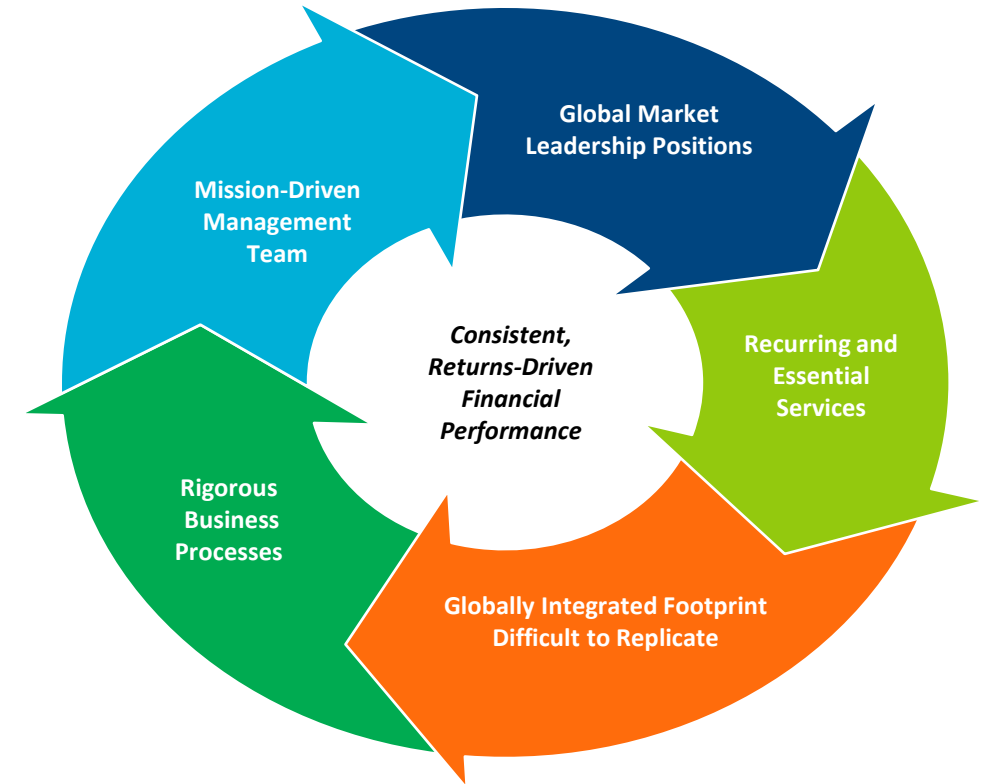 Global Market
Leadership Positions
Recurring and
Essential
Services
Globally Integrated Footprint
Difficult to Replicate
Rigorous
Business
Processes
Mission-Driven
Management
Team
Consistent,
Returns-Driven
Financial
Performance